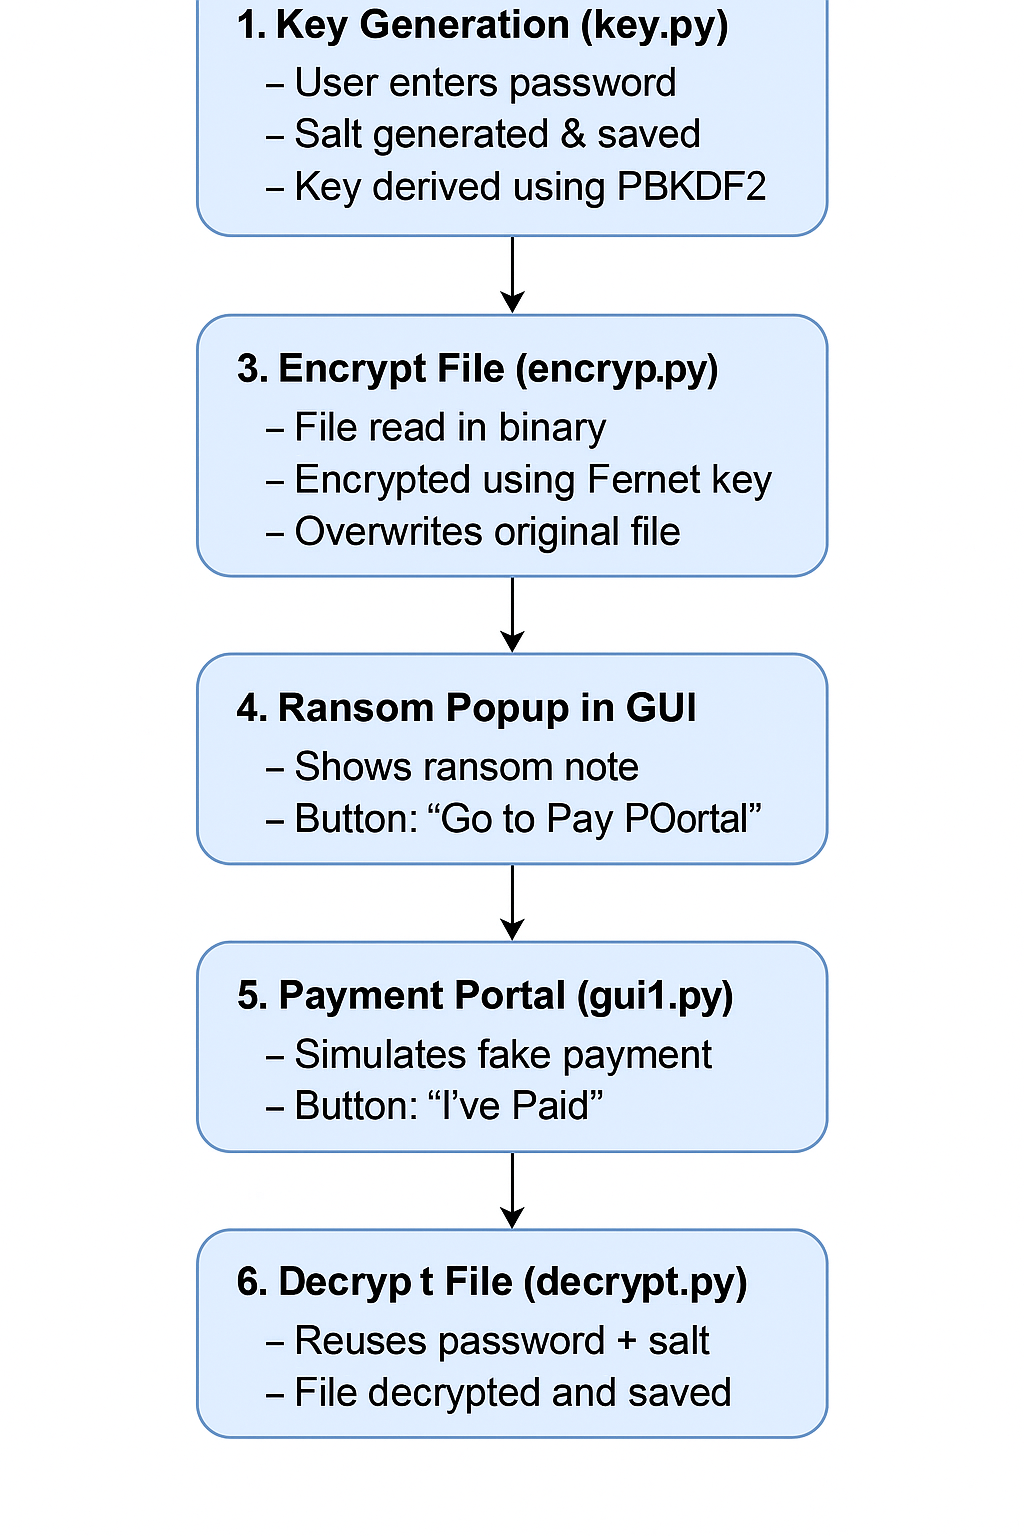 1. Key Generation (key.py)
– User enters password
– Salt generated & saved
– Key derived using PBKDF2
3. Encrypt File (encryp.py)
– File read in binary
– Encrypted using Fernet key
– Overwrites original file
4. Ransom Popup in GUI
– Shows ransom note
– Button: “Go to Pay POortal”
5. Payment Portal (gui1.py)
– Simulates fake payment
– Button: “I’ve Paid”
6. Decryp t File (decrypt.py)
– Reuses password + salt
– File decrypted and saved